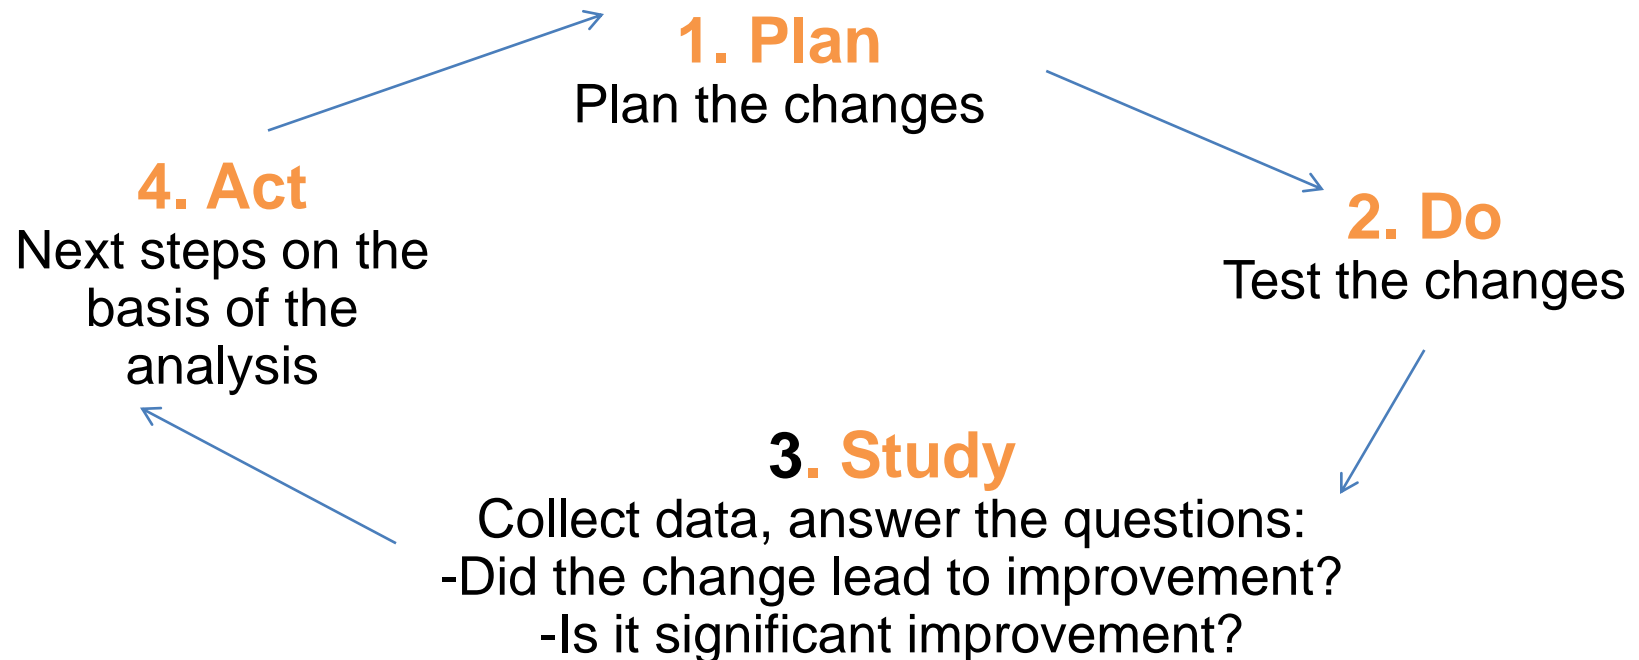 1. Plan
Plan the changes
2. Do
Test the changes
3. Study
Collect data, answer the questions:
-Did the change lead to improvement?
-Is it significant improvement?
4. Act
Next steps on the
basis of the
analysis